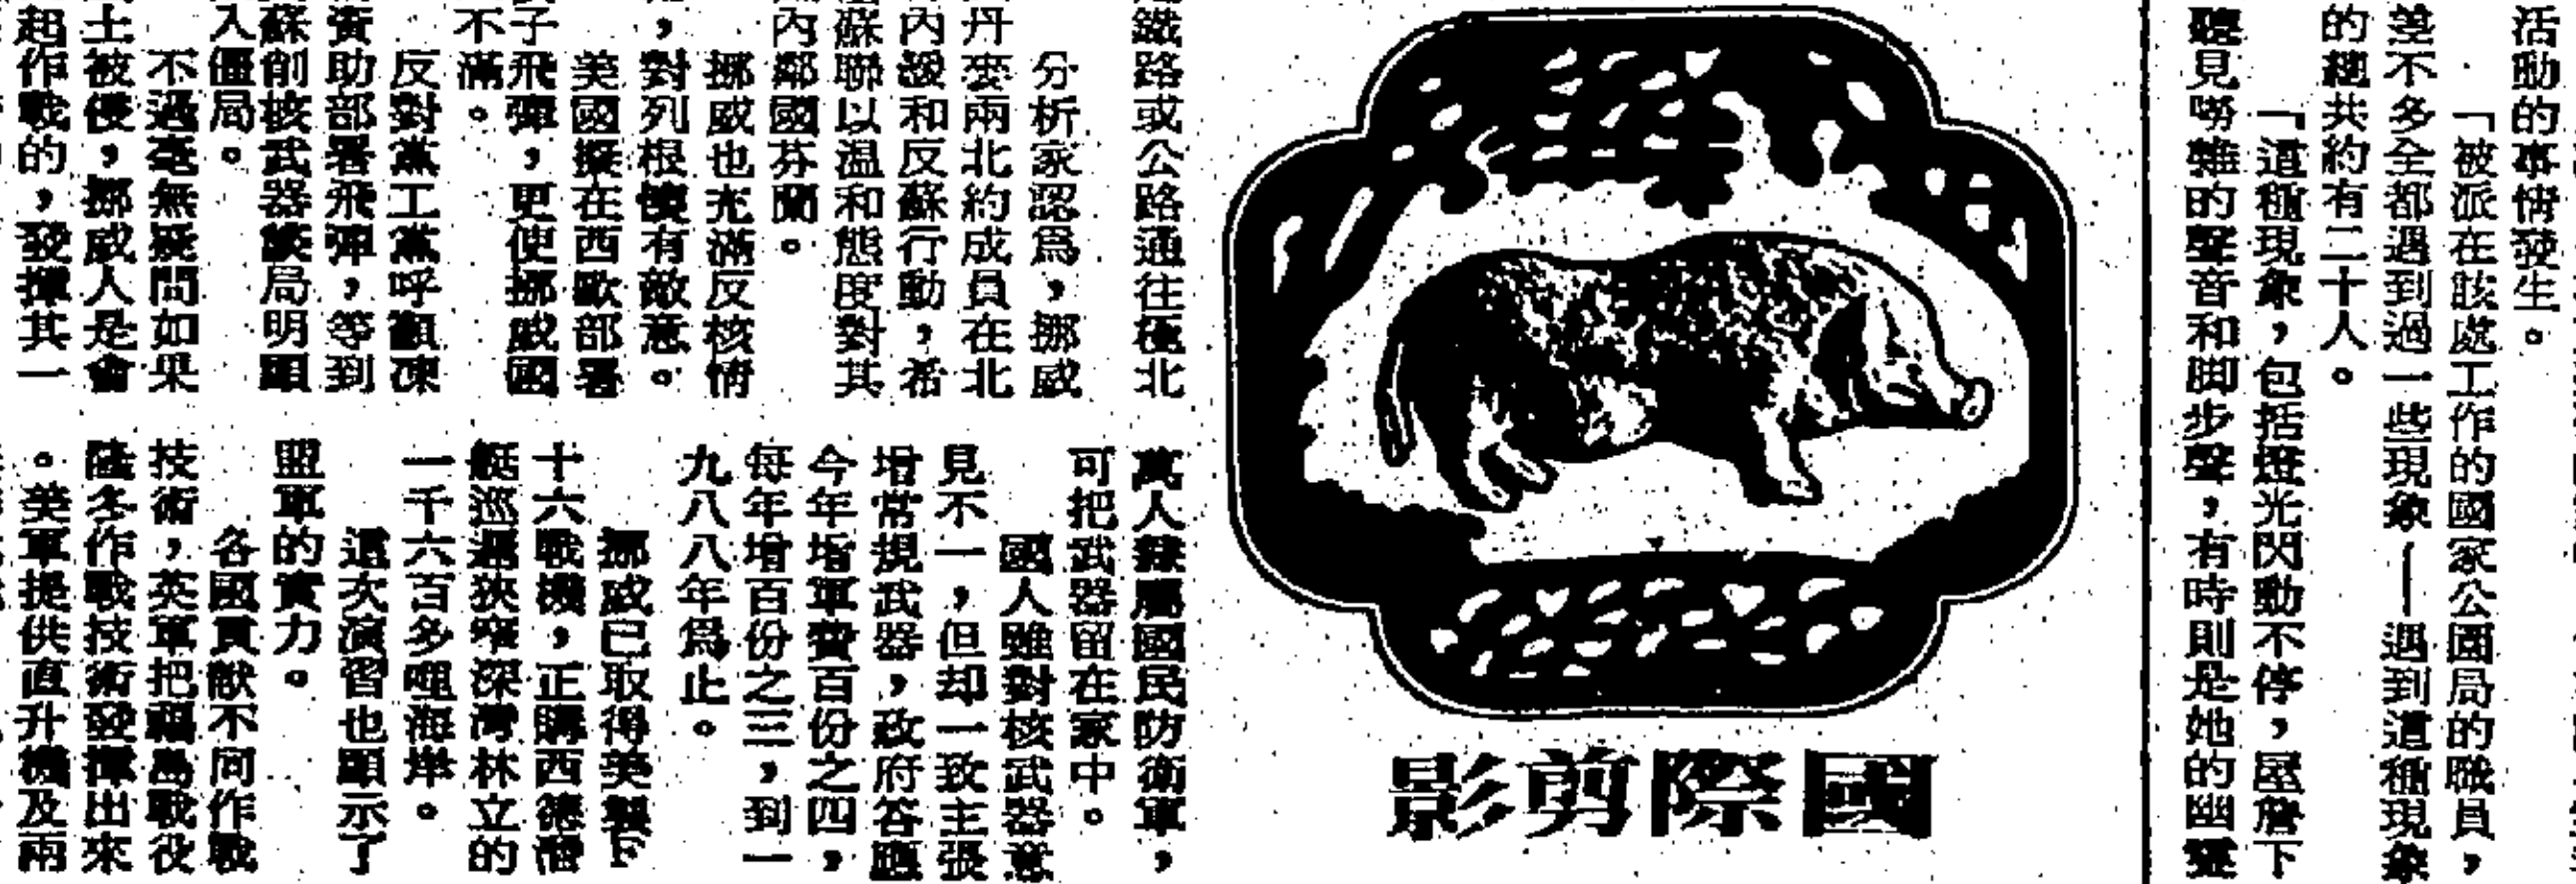 活動的事情發生。
「被派在該處工作的國家公園局的職員，
差不多全都遇到過一些現象——遇到這種現象
的總共約有二十人。
「這種現象，包括燈光閃動不停，屋簷下
聽見嘈雜的聲音和脚步聲，有時則是她的幽靈
國際剪影
鐵路或公路通往極北
分析家認爲，挪威
丹麥兩北約成員在北
內緩和反蘇行動，希
蘇聯以温和態度對其
內鄰國芬蘭。
挪威也充滿反核情
，對列根懷有敵意。
美國擬在西歐部署
子飛彈，更使挪威國
不滿。
反對黨工黨呼籲凍
資助部署飛彈，等到
蘇削核武器談局明顯
入僵局。
不過毫無疑問如果
土被侵，挪威人是會
起作戰的，發揮其一
萬人隸屬國民防衛軍，
可把武器留在家中。
國人雖對核武器意
見不一，但却一致主張
增常規武器，政府答應
今年增軍費百份之四，
每年增百份之三，到一
九八八年爲止。
挪威已取得美製F
十六戰機，正購西德潛
艇巡邏狹窄深灣林立的
一千六百多哩海岸。
這次演習也顯示了
盟軍的實力。
各國貢献不同作戰
技術，英軍把福島戰役
隆冬作戰技術發揮出來
。美軍提供直升機及兩